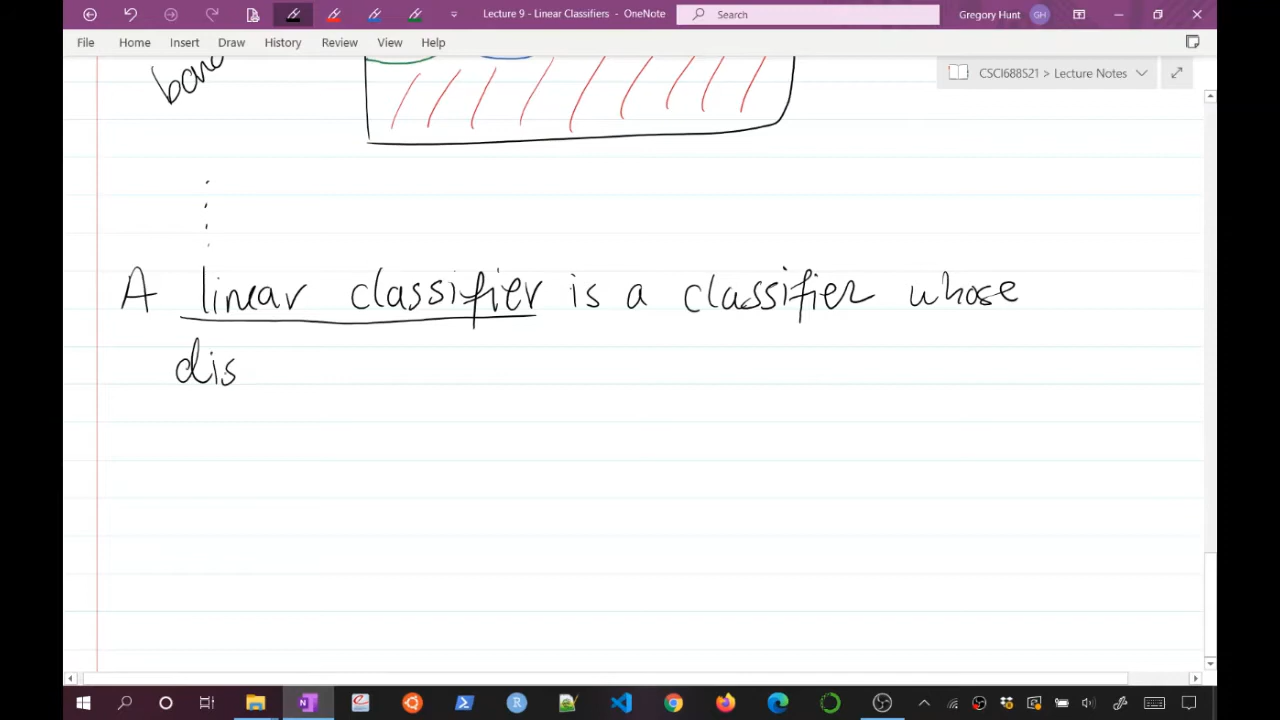 Lecture 9 - Linear Classifiers - OneNote
Search
Gregory Hunt
GH
File Home Insert Draw History Review View Help
CSCI688S21 > Lecture Notes
A linear classifier is a classifier whose
dis